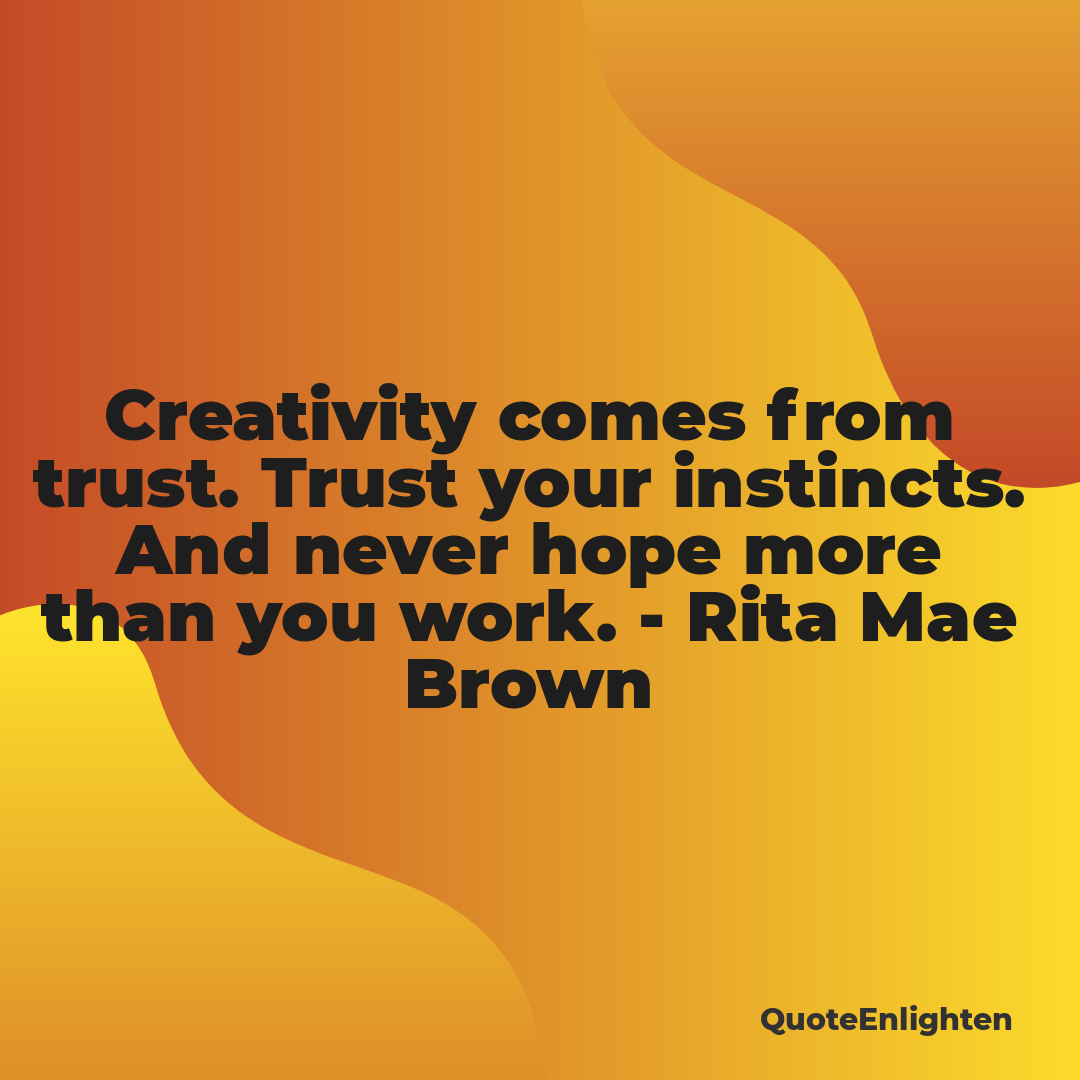 Creativity comes from
trust. Trust your instincts.
And never hope more
than you work. - Rita Mae
Brown
QuoteEnlighten